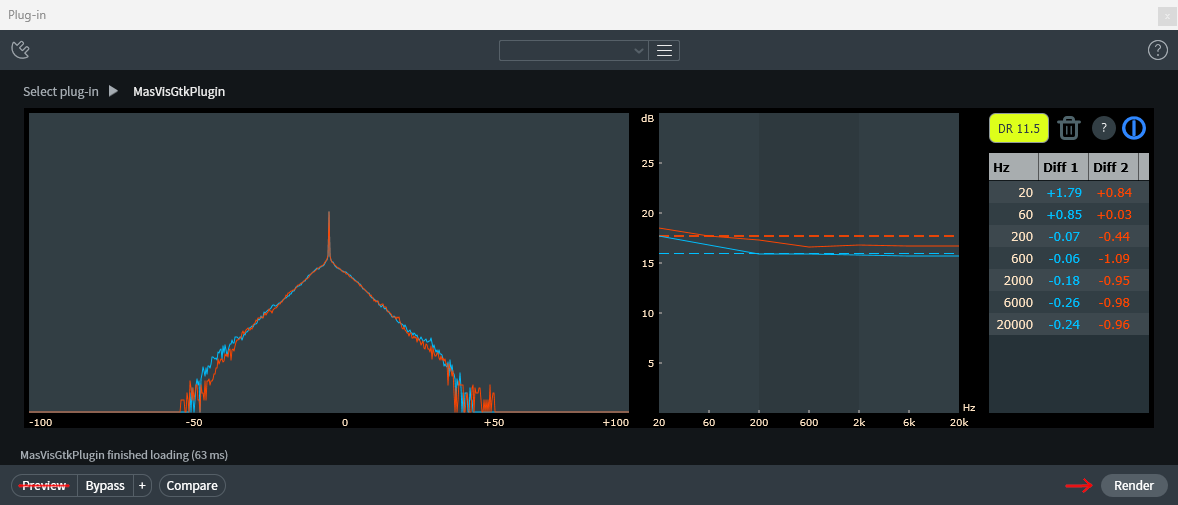 Plug-in
x
?
Select plug-in MasVisGtkPlugin
dB
25
20
15
10
5
-100 -50 0 +50 +100
20 60 200 600 2k 6k 20k
Hz
DR 11.5 ?
Hz Diff 1 Diff 2
20 +1.79 +0.84
60 +0.85 +0.03
200 -0.07 -0.44
600 -0.06 -1.09
2000 -0.18 -0.95
6000 -0.26 -0.98
20000 -0.24 -0.96
MasVisGtkPlugin finished loading (63 ms)
Preview Bypass + Compare Render